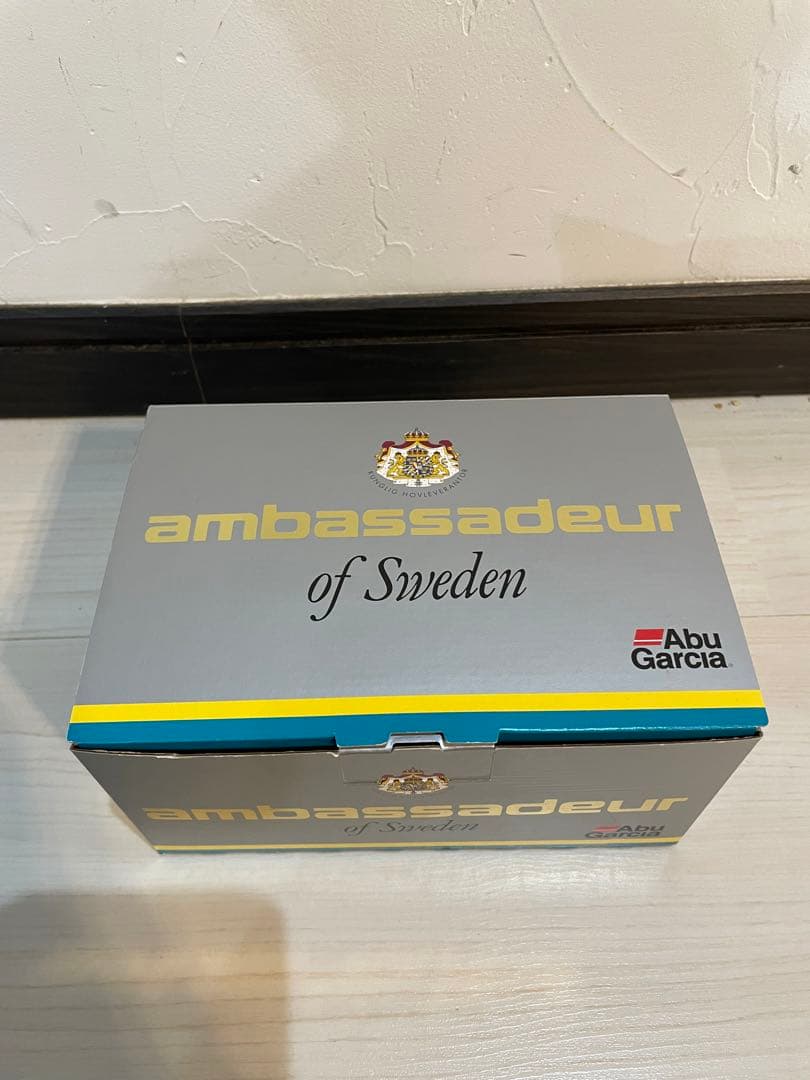 KUNGLIG HOVLEVERANTÖR
ambassadeur
of Sweden
Abu
Garcia
ambassadeur
of Sweden
Abu
Garcia